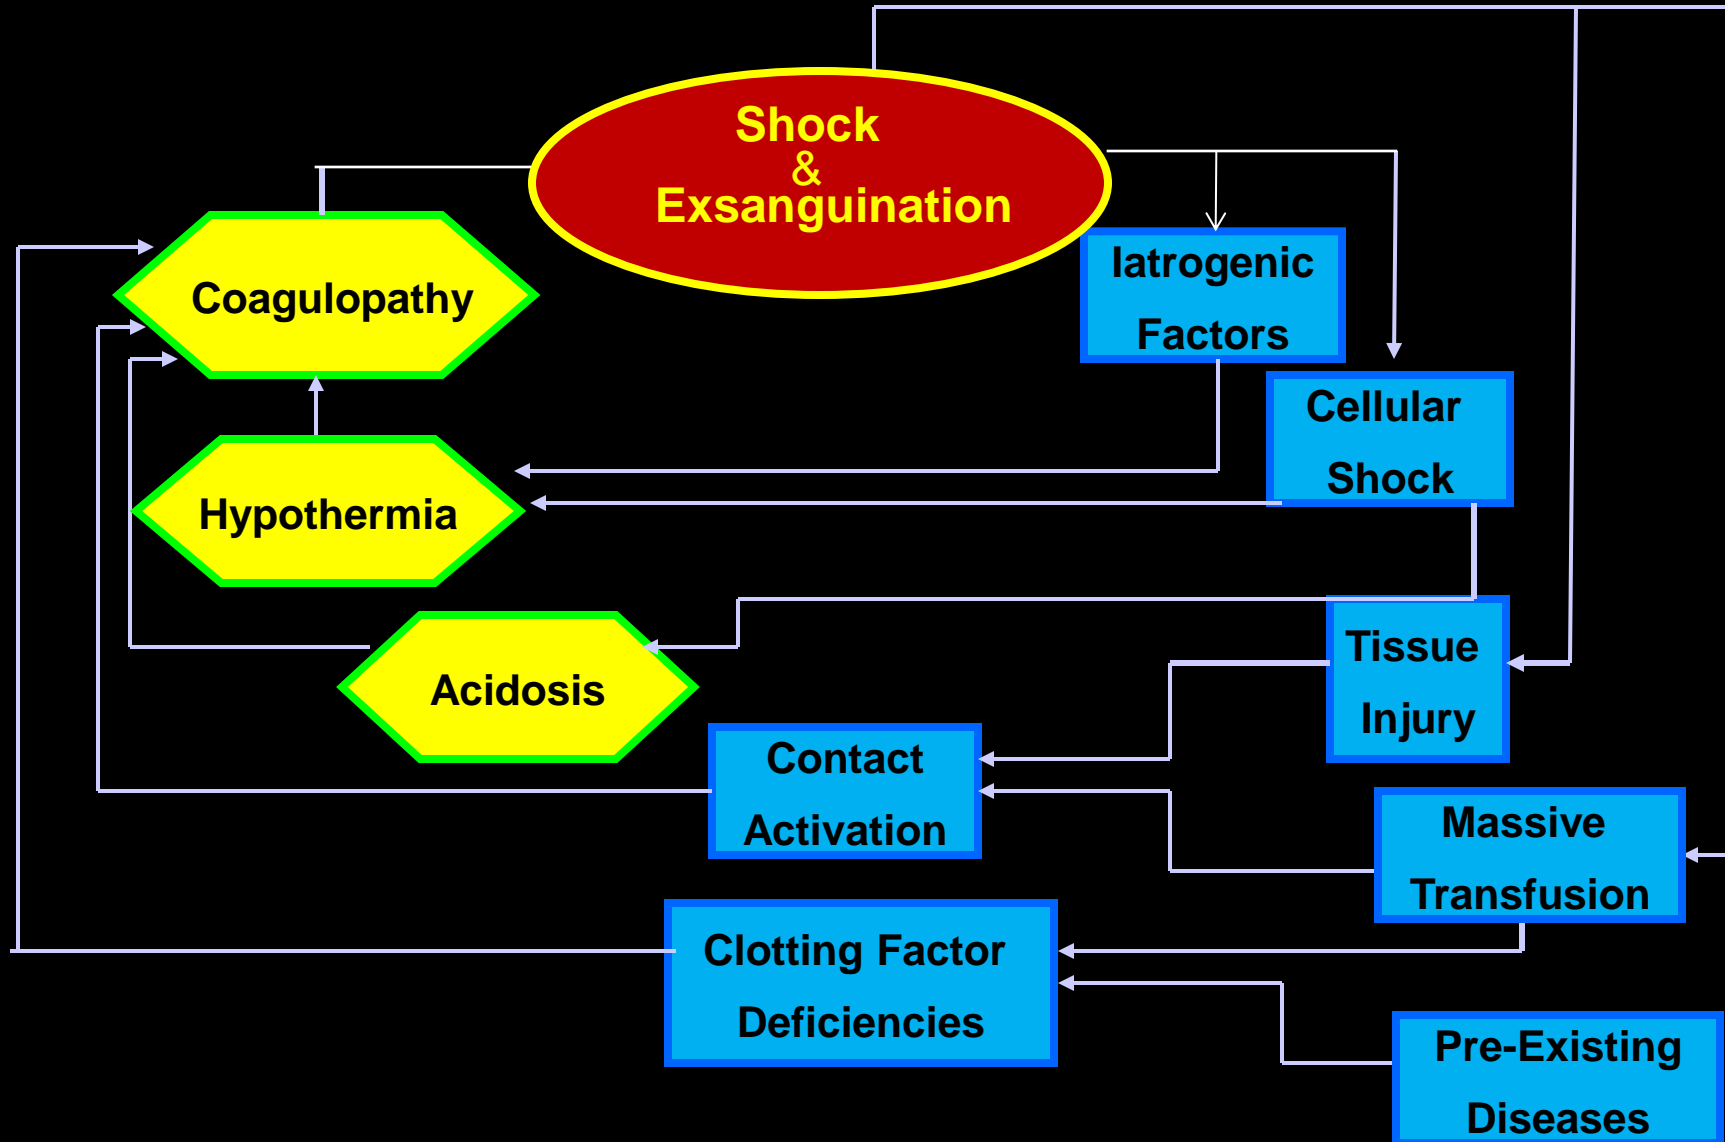 Shock
&
Exsanguination
Iatrogenic
Factors
Coagulopathy
Cellular
Shock
Hypothermia
Tissue
Injury
Acidosis
Contact
Activation
Massive
Transfusion
Clotting Factor
Deficiencies
Pre-Existing
Diseases